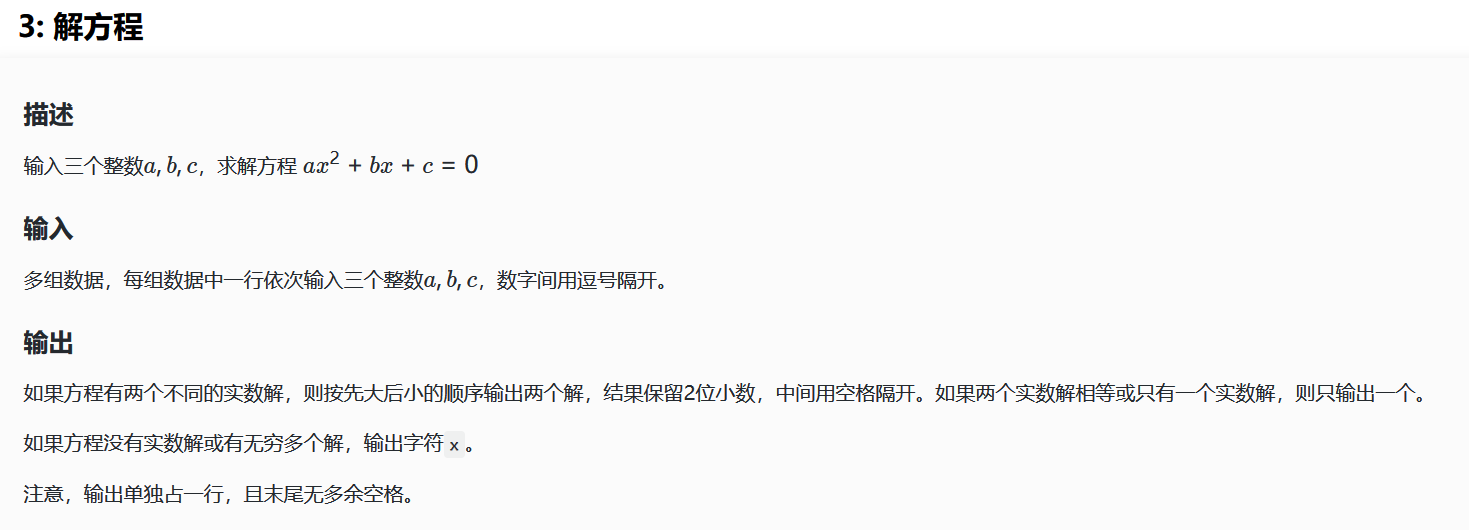 3: 解方程
描述
输入三个整数a, b, c，求解方程 ax² + bx + c = 0
输入
多组数据，每组数据中一行依次输入三个整数a, b, c，数字间用逗号隔开。
输出
如果方程有两个不同的实数解，则按先大后小的顺序输出两个解，结果保留2位小数，中间用空格隔开。如果两个实数解相等或只有一个实数解，则只输出一个。
如果方程没有实数解或有无穷多个解，输出字符x。
注意，输出单独占一行，且末尾无多余空格。